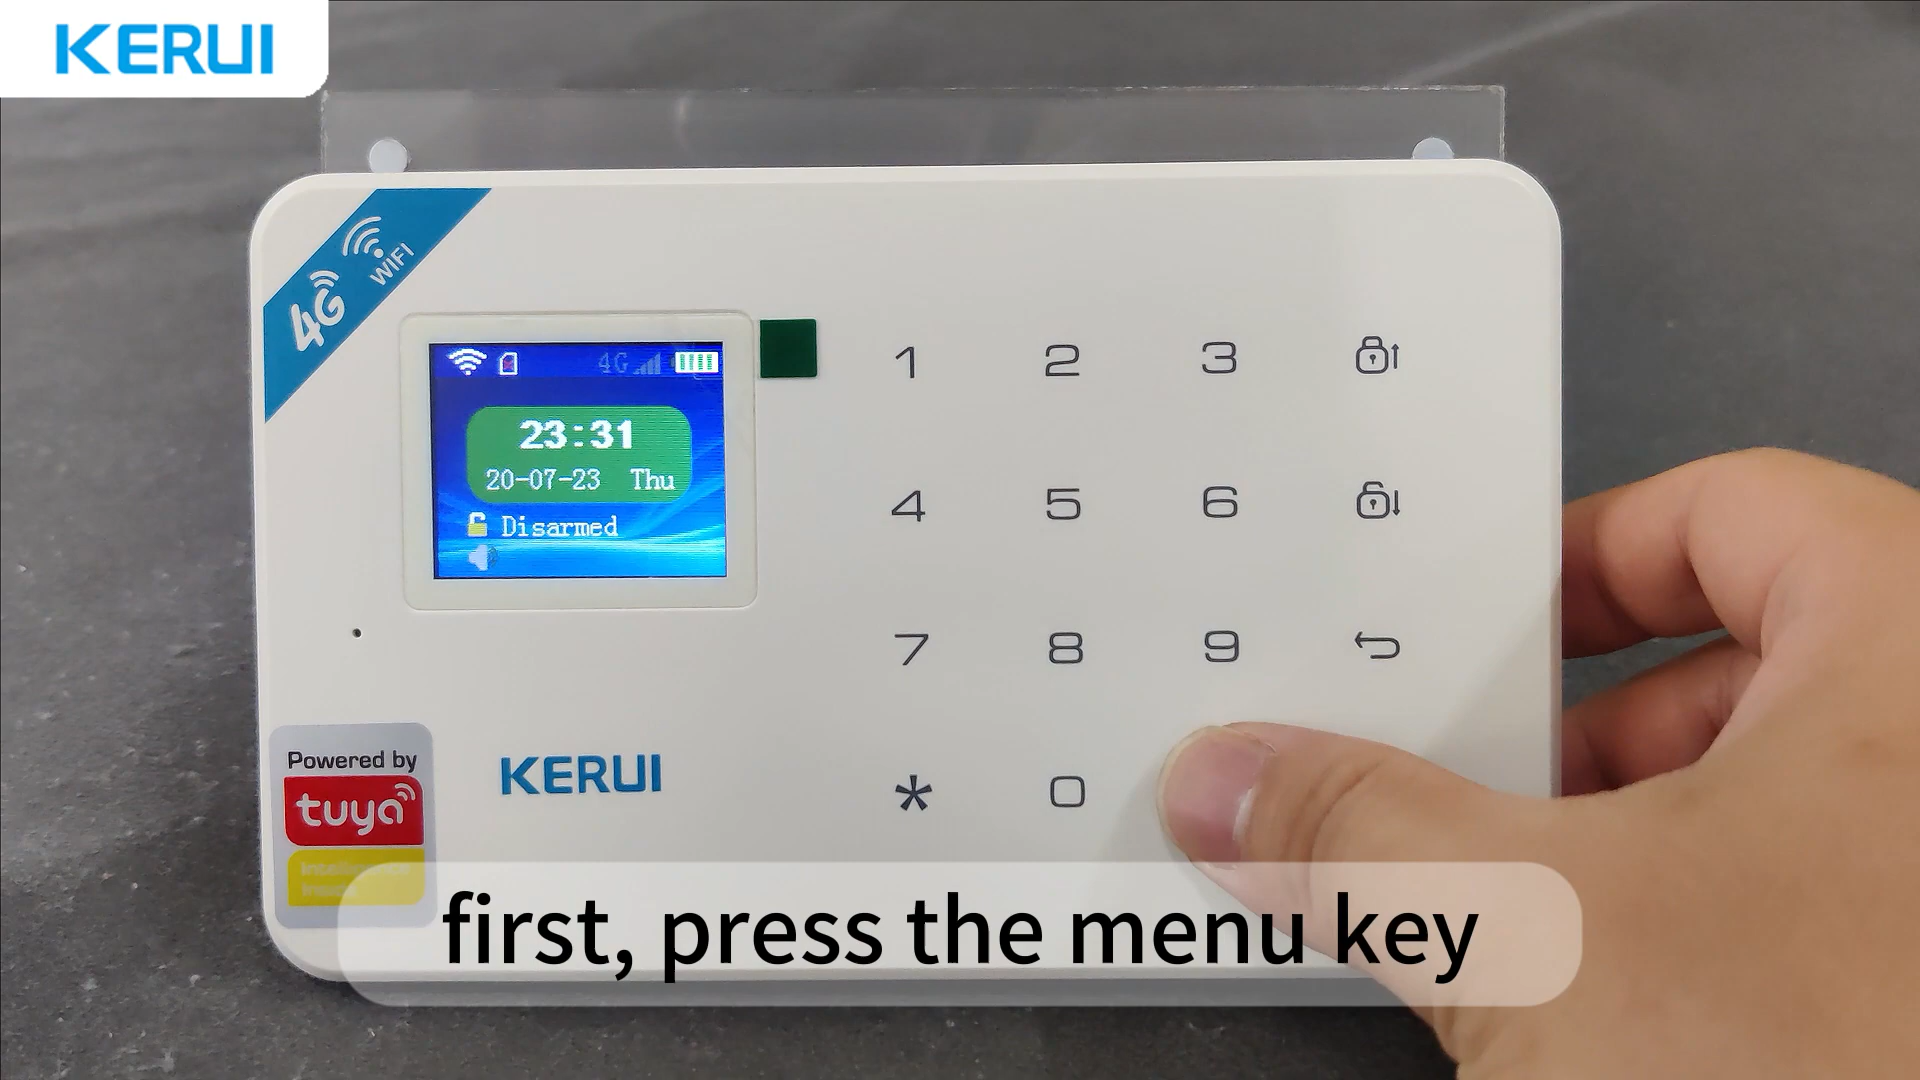 KERUI
4G WIFI
4G
23:31
20-07-23 Thu
Disarmed
1 2 3
4 5 6
7 8 9
* 0
Powered by
tuya
KERUI
first, press the menu key